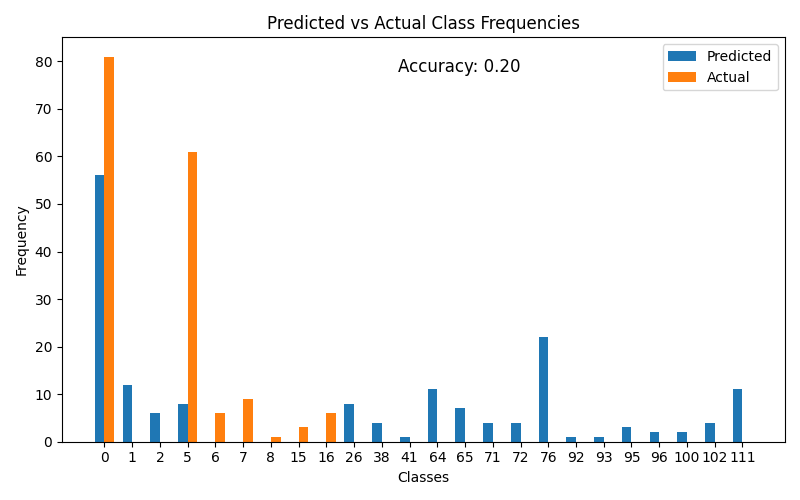 Predicted vs Actual Class Frequencies
Accuracy: 0.20
Predicted
Actual
80
70
60
50
40
30
20
10
0
Frequency
0 1 2 5 6 7 8 15 16 26 38 41 64 65 71 72 76 92 93 95 96 100 102 111
Classes